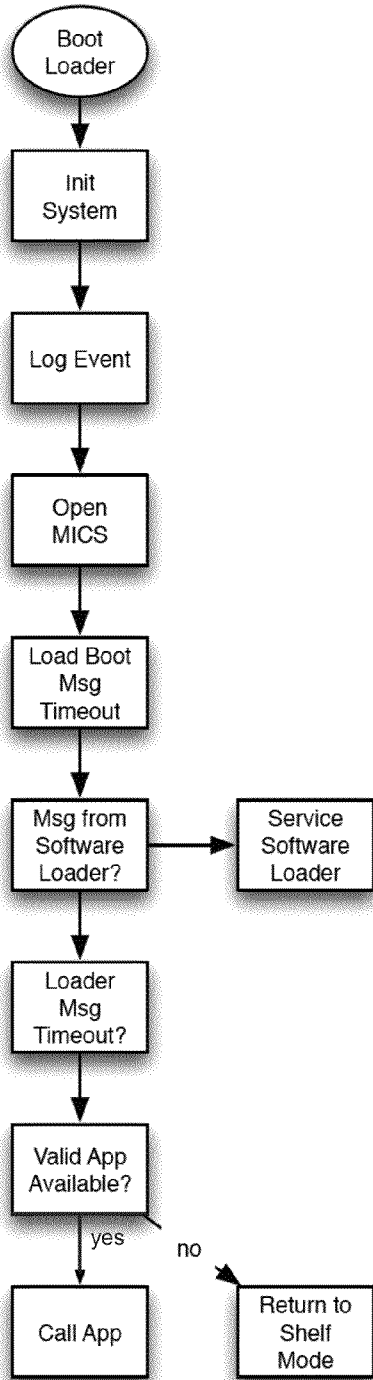 Boot
Loader
Init
System
Log Event
Open
MICS
Load Boot
Msg
Timeout
Msg from
Software
Loader?
Service
Software
Loader
Loader
Msg
Timeout?
Valid App
Available?
yes
no
Call App
Return to
Shelf
Mode